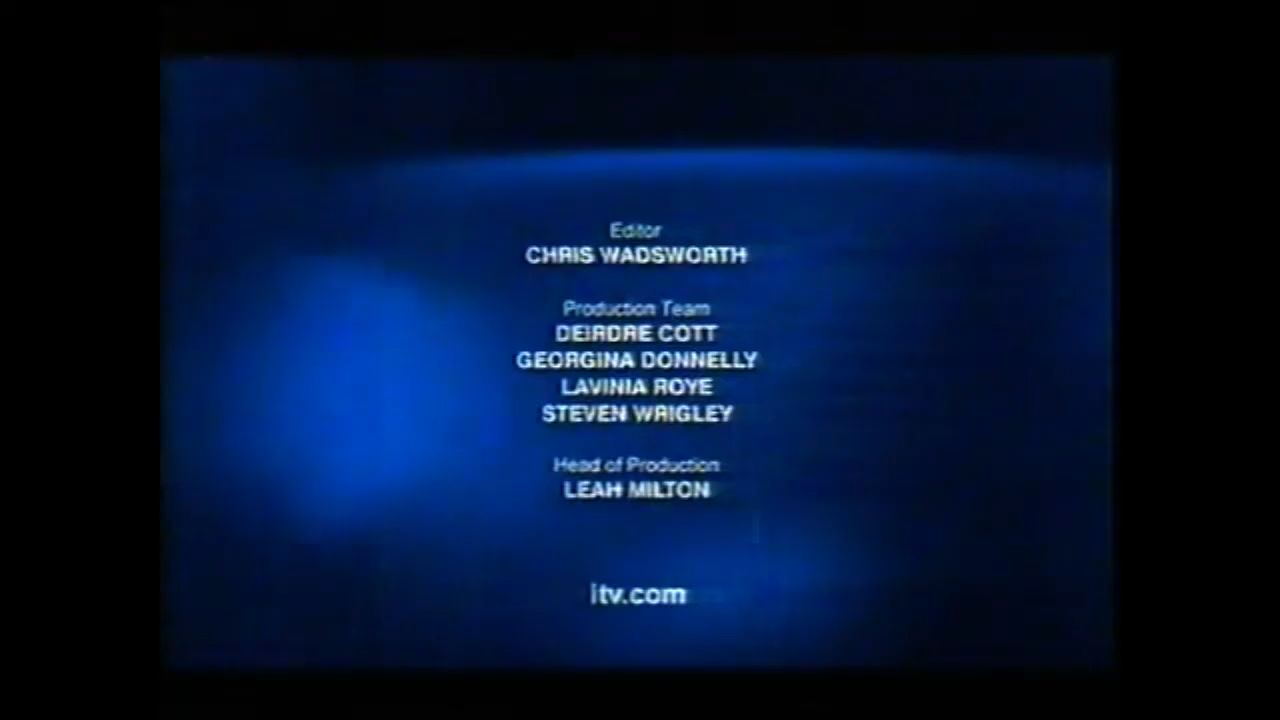 Editor
CHRIS WADSWORTH
Production Team
DEIRDRE COTT
GEORGINA DONNELLY
LAVINIA ROYE
STEVEN WRIGLEY
Head of Production
LEAH MILTON
itv.com